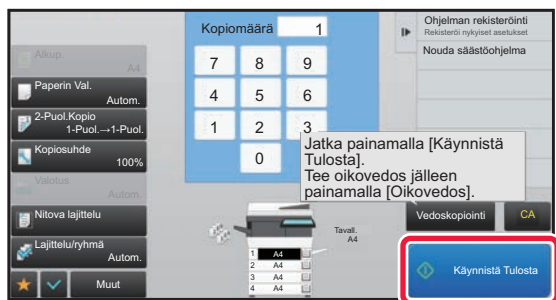 Kopiomäärä 1
Ohjelman rekisteröinti
Rekisteröi nykyiset asetukset
Nouda säästöohjelma
Alkup.
A4
Paperin Val.
Autom.
2-Puol.Kopio
1-Puol.→1-Puol.
Kopiosuhde
100%
Valotus
Autom.
Nitova lajittelu
Lajittelu/ryhmä
Autom.
Muut
7 8 9
4 5 6
1 2 3
0
Jatka painamalla [Käynnistä
Tulosta].
Tee oikovedos jälleen
painamalla [Oikovedos].
Tavall.
A4
1 A4
2 A4
3 A4
4 A4
Vedoskopiointi
CA
Käynnistä Tulosta